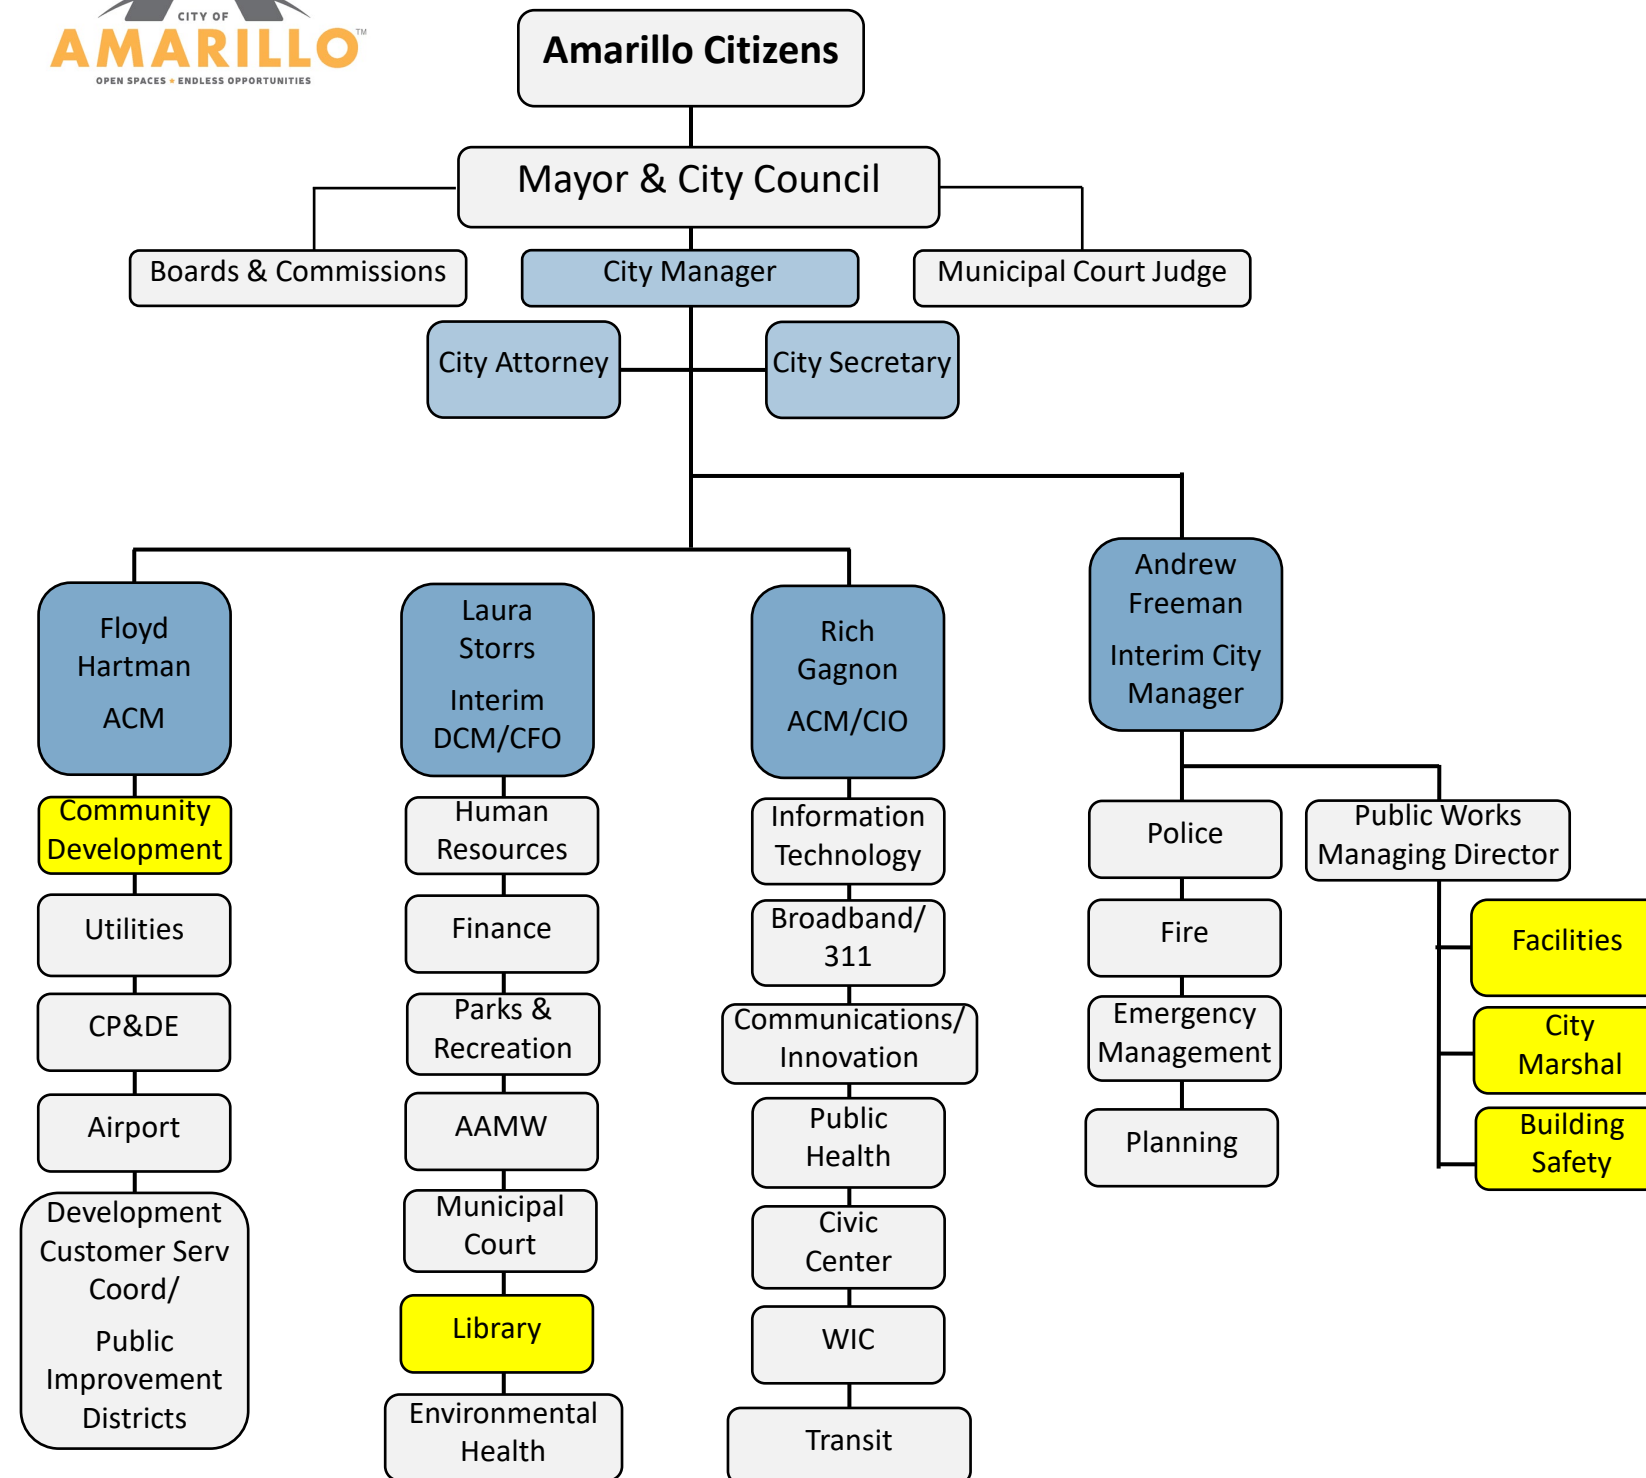 CITY OF
AMARILLO™
OPEN SPACES ★ ENDLESS OPPORTUNITIES
Amarillo Citizens
Mayor & City Council
Boards & Commissions
City Manager
Municipal Court Judge
City Attorney
City Secretary
Floyd
Hartman
ACM
Community
Development
Utilities
CP&DE
Airport
Development
Customer Serv
Coord/
Public
Improvement
Districts
Laura
Storrs
Interim
DCM/CFO
Human
Resources
Finance
Parks &
Recreation
AAMW
Municipal
Court
Library
Environmental
Health
Rich
Gagnon
ACM/CIO
Information
Technology
Broadband/
311
Communications/
Innovation
Public
Health
Civic
Center
WIC
Transit
Andrew
Freeman
Interim City
Manager
Police
Fire
Emergency
Management
Planning
Public Works
Managing Director
Facilities
City
Marshal
Building
Safety